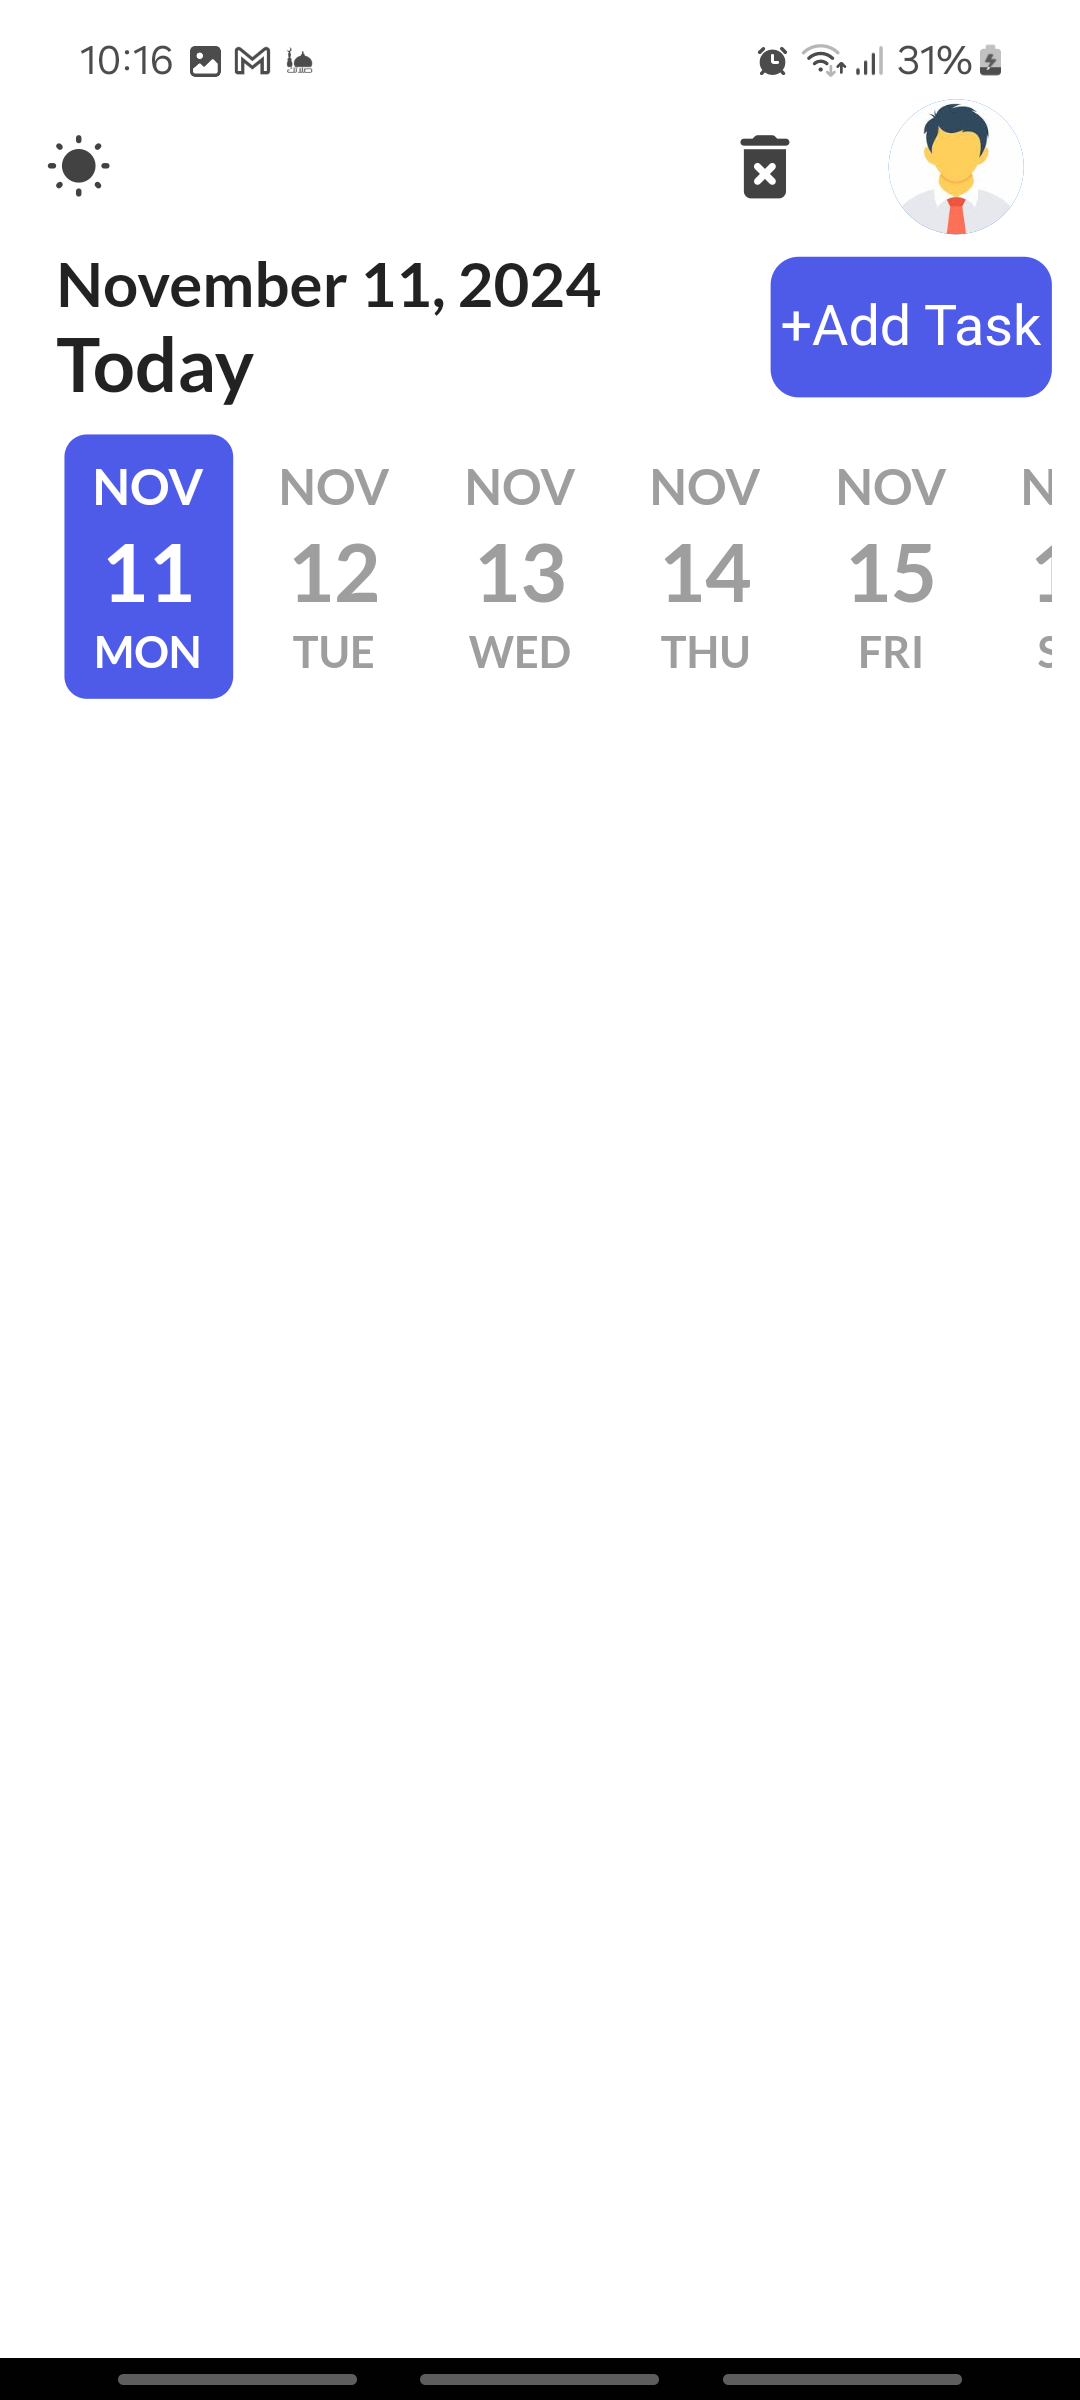 10:16 31%
November 11, 2024
Today
+Add Task
NOV NOV NOV NOV NOV
11 12 13 14 15
MON TUE WED THU FRI